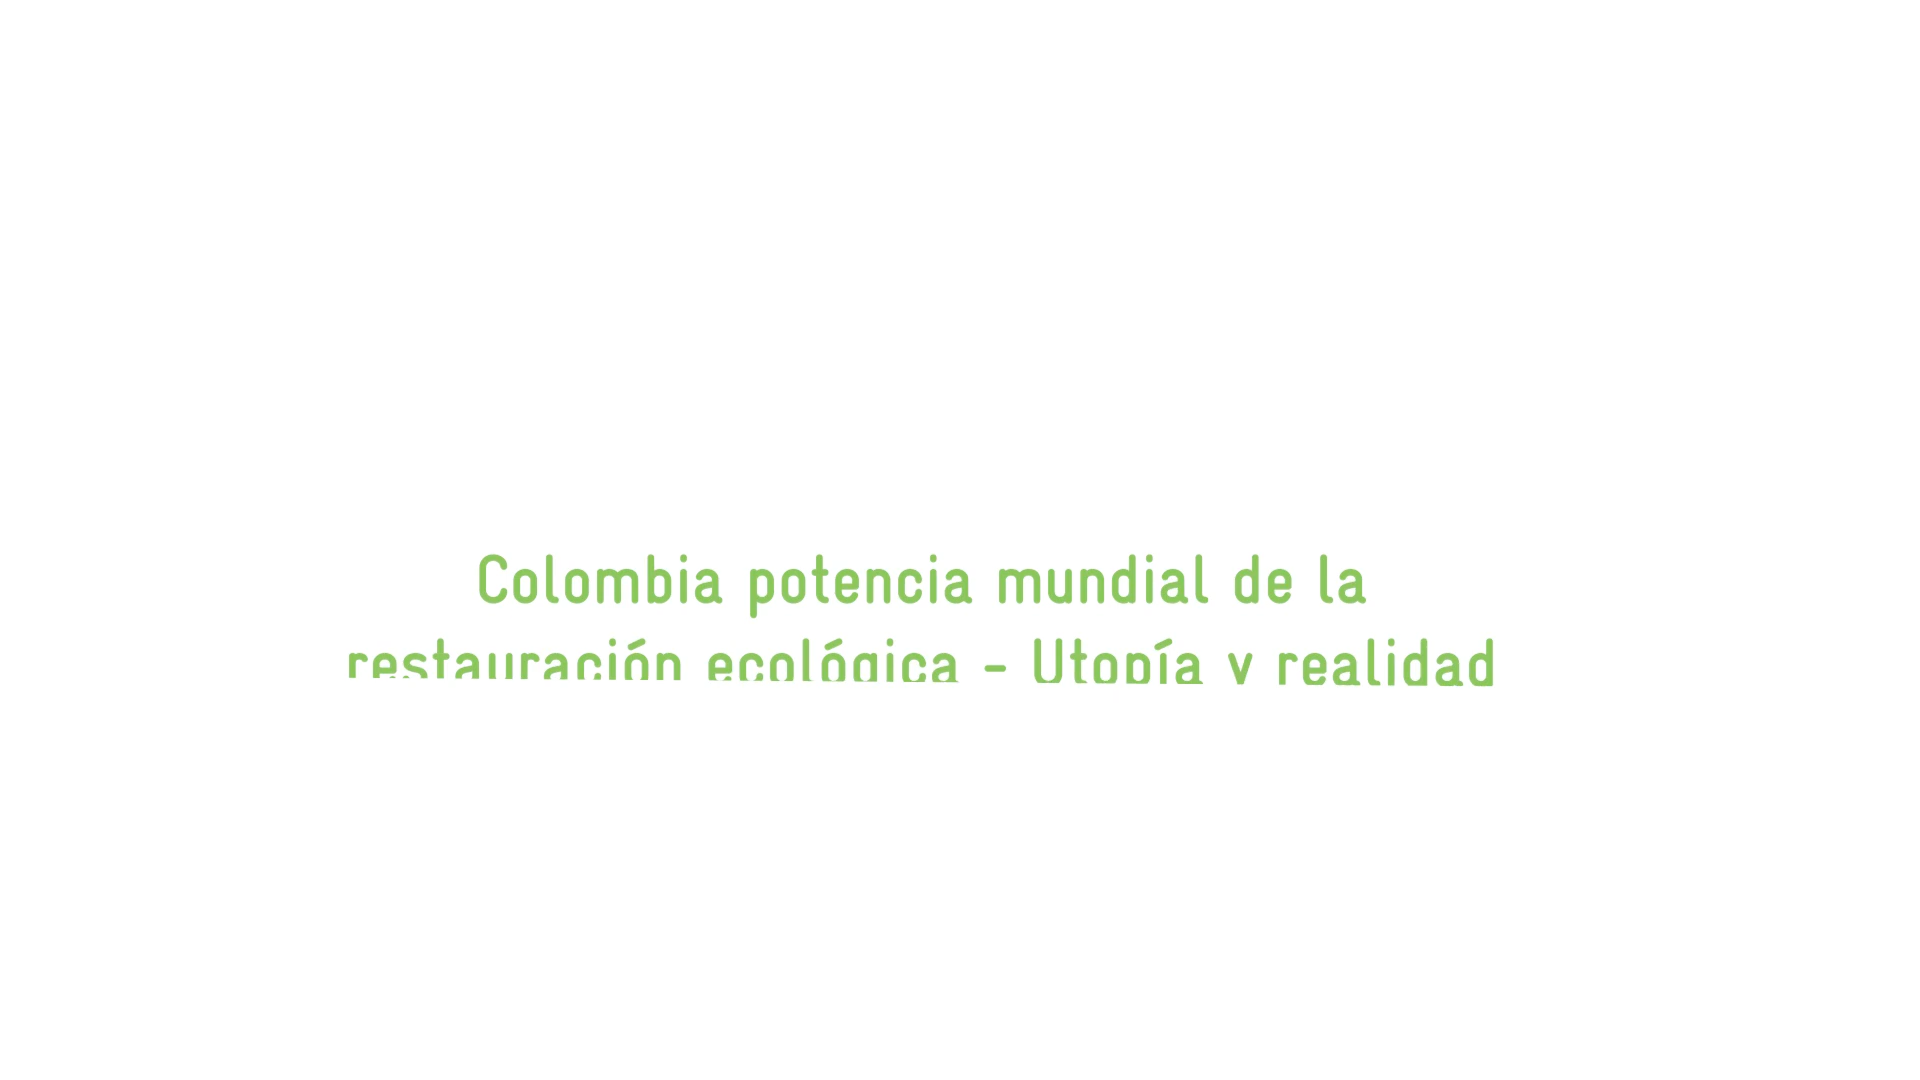 Colombia potencia mundial de la
restauración ecológica - Utopía y realidad